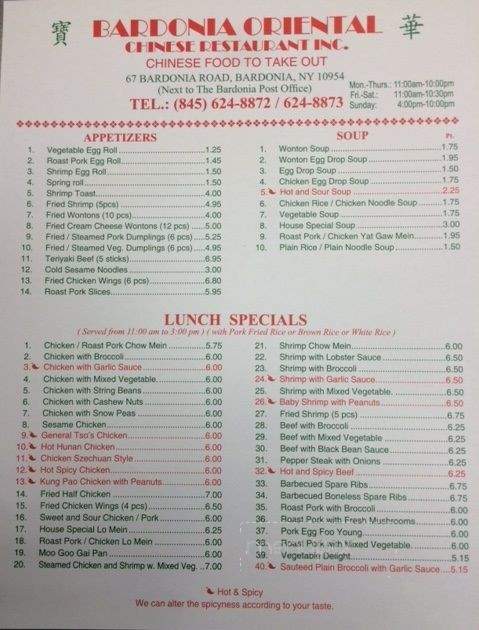 寶 BARDONIA ORIENTAL 華
CHINESE RESTAURANT INC.
CHINESE FOOD TO TAKE OUT
67 BARDONIA ROAD, BARDONIA, NY 10954
(Next to The Bardonia Post Office)
TEL.: (845) 624-8872 / 624-8873
Mon.-Thurs.: 11:00am-10:00pm
Fri.-Sat.: 11:00am-10:30pm
Sunday: 4:00pm-10:00pm
APPETIZERS
1. Vegetable Egg Roll 1.25
2. Roast Pork Egg Roll 1.45
3. Shrimp Egg Roll 1.50
4. Spring roll 1.50
5. Shrimp Toast 4.00
6. Fried Shrimp (5pcs) 4.95
7. Fried Wontons (10 pcs) 4.00
8. Fried Cream Cheese Wontons (12 pcs) 5.00
9. Fried / Steamed Pork Dumplings (6 pcs) 5.25
10. Fried / Steamed Veg. Dumplings (6 pcs) 4.95
11. Teriyaki Beef (5 sticks) 6.95
12. Cold Sesame Noodles 3.00
13. Fried Chicken Wings (6 pcs) 6.80
14. Roast Pork Slices 5.95
SOUP Pt.
1. Wonton Soup 1.75
2. Wonton Egg Drop Soup 1.95
3. Egg Drop Soup 1.50
4. Chicken Egg Drop Soup 1.75
5. Hot and Sour Soup 2.25
6. Chicken Rice / Chicken Noodle Soup 1.75
7. Vegetable Soup 1.75
8. House Special Soup 3.00
9. Roast Pork / Chicken Yat Gaw Mein 1.95
10. Plain Rice / Plain Noodle Soup 1.50
LUNCH SPECIALS
( Served from 11:00 am to 3:00 pm ) ( with Pork Fried Rice or Brown Rice or White Rice )
1. Chicken / Roast Pork Chow Mein 5.75
2. Chicken with Broccoli 6.00
3. Chicken with Garlic Sauce 6.00
4. Chicken with Mixed Vegetable. 6.00
5. Chicken with String Beans 6.00
6. Chicken with Cashew Nuts 6.00
7. Chicken with Snow Peas 6.00
8. Sesame Chicken 6.00
9. General Tso's Chicken 6.00
10. Hot Hunan Chicken 6.00
11. Chicken Szechuan Style 6.00
12. Hot Spicy Chicken 6.00
13. Kung Pao Chicken with Peanuts 6.00
14. Fried Half Chicken 7.00
15. Fried Chicken Wings (4 pcs) 6.50
16. Sweet and Sour Chicken / Pork 6.00
17. House Special Lo Mein 6.25
18. Roast Pork / Chicken Lo Mein 6.00
19. Moo Goo Gai Pan 6.00
20. Steamed Chicken and Shrimp w. Mixed Veg. 7.00
21. Shrimp Chow Mein 6.00
22. Shrimp with Lobster Sauce 6.50
23. Shrimp with Broccoli 6.50
24. Shrimp with Garlic Sauce 6.50
25. Shrimp with Mixed Vegetable. 6.50
26. Baby Shrimp with Peanuts 6.50
27. Fried Shrimp (5 pcs) 6.75
28. Beef with Broccoli 6.25
29. Beef with Mixed Vegetable 6.25
30. Beef with Black Bean Sauce 6.25
31. Pepper Steak with Onions 6.25
32. Hot and Spicy Beef 6.25
33. Barbecued Spare Ribs 6.75
34. Barbecued Boneless Spare Ribs 6.75
35. Roast Pork with Broccoli 6.00
36. Roast Pork with Fresh Mushrooms 6.00
37. Pork Egg Foo Young 6.00
38. Roast Pork with Mixed Vegetable 6.00
39. Vegetable Delight 5.15
40. Sauteed Plain Broccoli with Garlic Sauce 5.15
Hot & Spicy
We can alter the spicyness according to your taste.